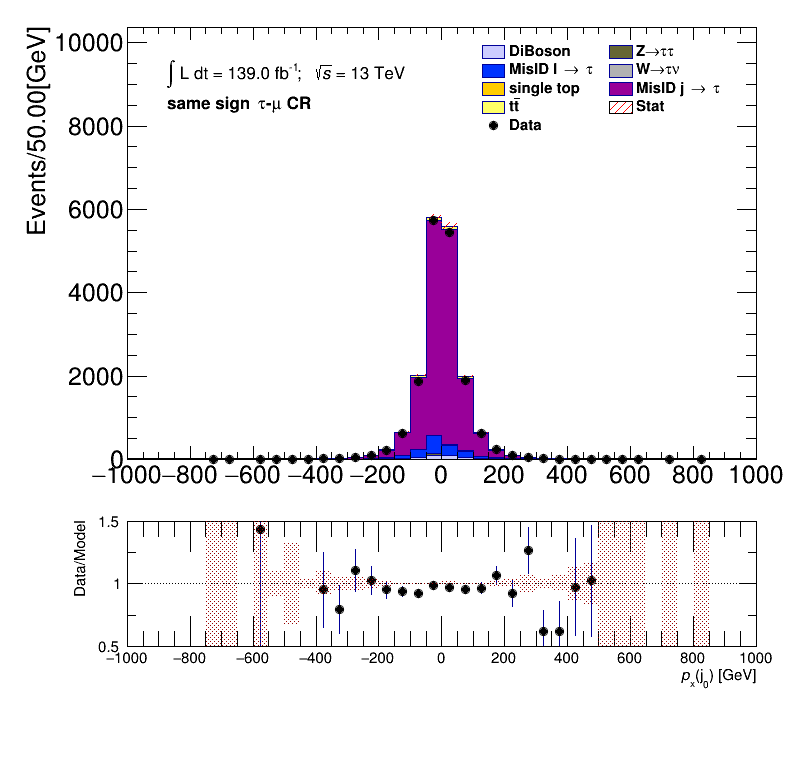 Events/50.00[GeV]
10000
8000
6000
4000
2000
0
∫ L dt = 139.0 fb⁻¹; √s = 13 TeV
same sign τ-μ CR
DiBoson
Z→ττ
MisID l → τ
W→τν
single top
MisID j → τ
tt̄
Stat
Data
−1000 −800 −600 −400 −200 0 200 400 600 800 1000
Data/Model
1.5
1
0.5
−1000 −800 −600 −400 −200 0 200 400 600 800 1000
pₓ(j₀) [GeV]